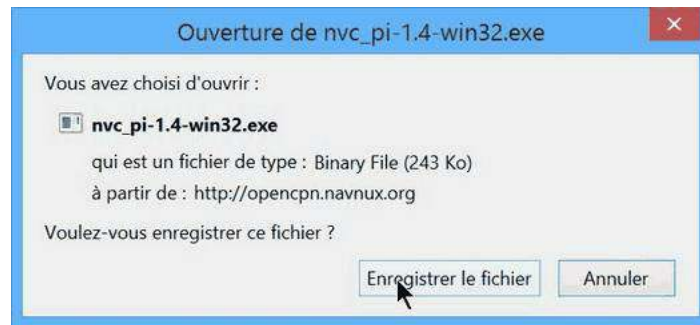 Ouverture de nvc_pi-1.4-win32.exe
Vous avez choisi d'ouvrir :
nvc_pi-1.4-win32.exe
qui est un fichier de type : Binary File (243 Ko)
à partir de : http://opencpn.navnux.org
Voulez-vous enregistrer ce fichier ?
Enregistrer le fichier Annuler